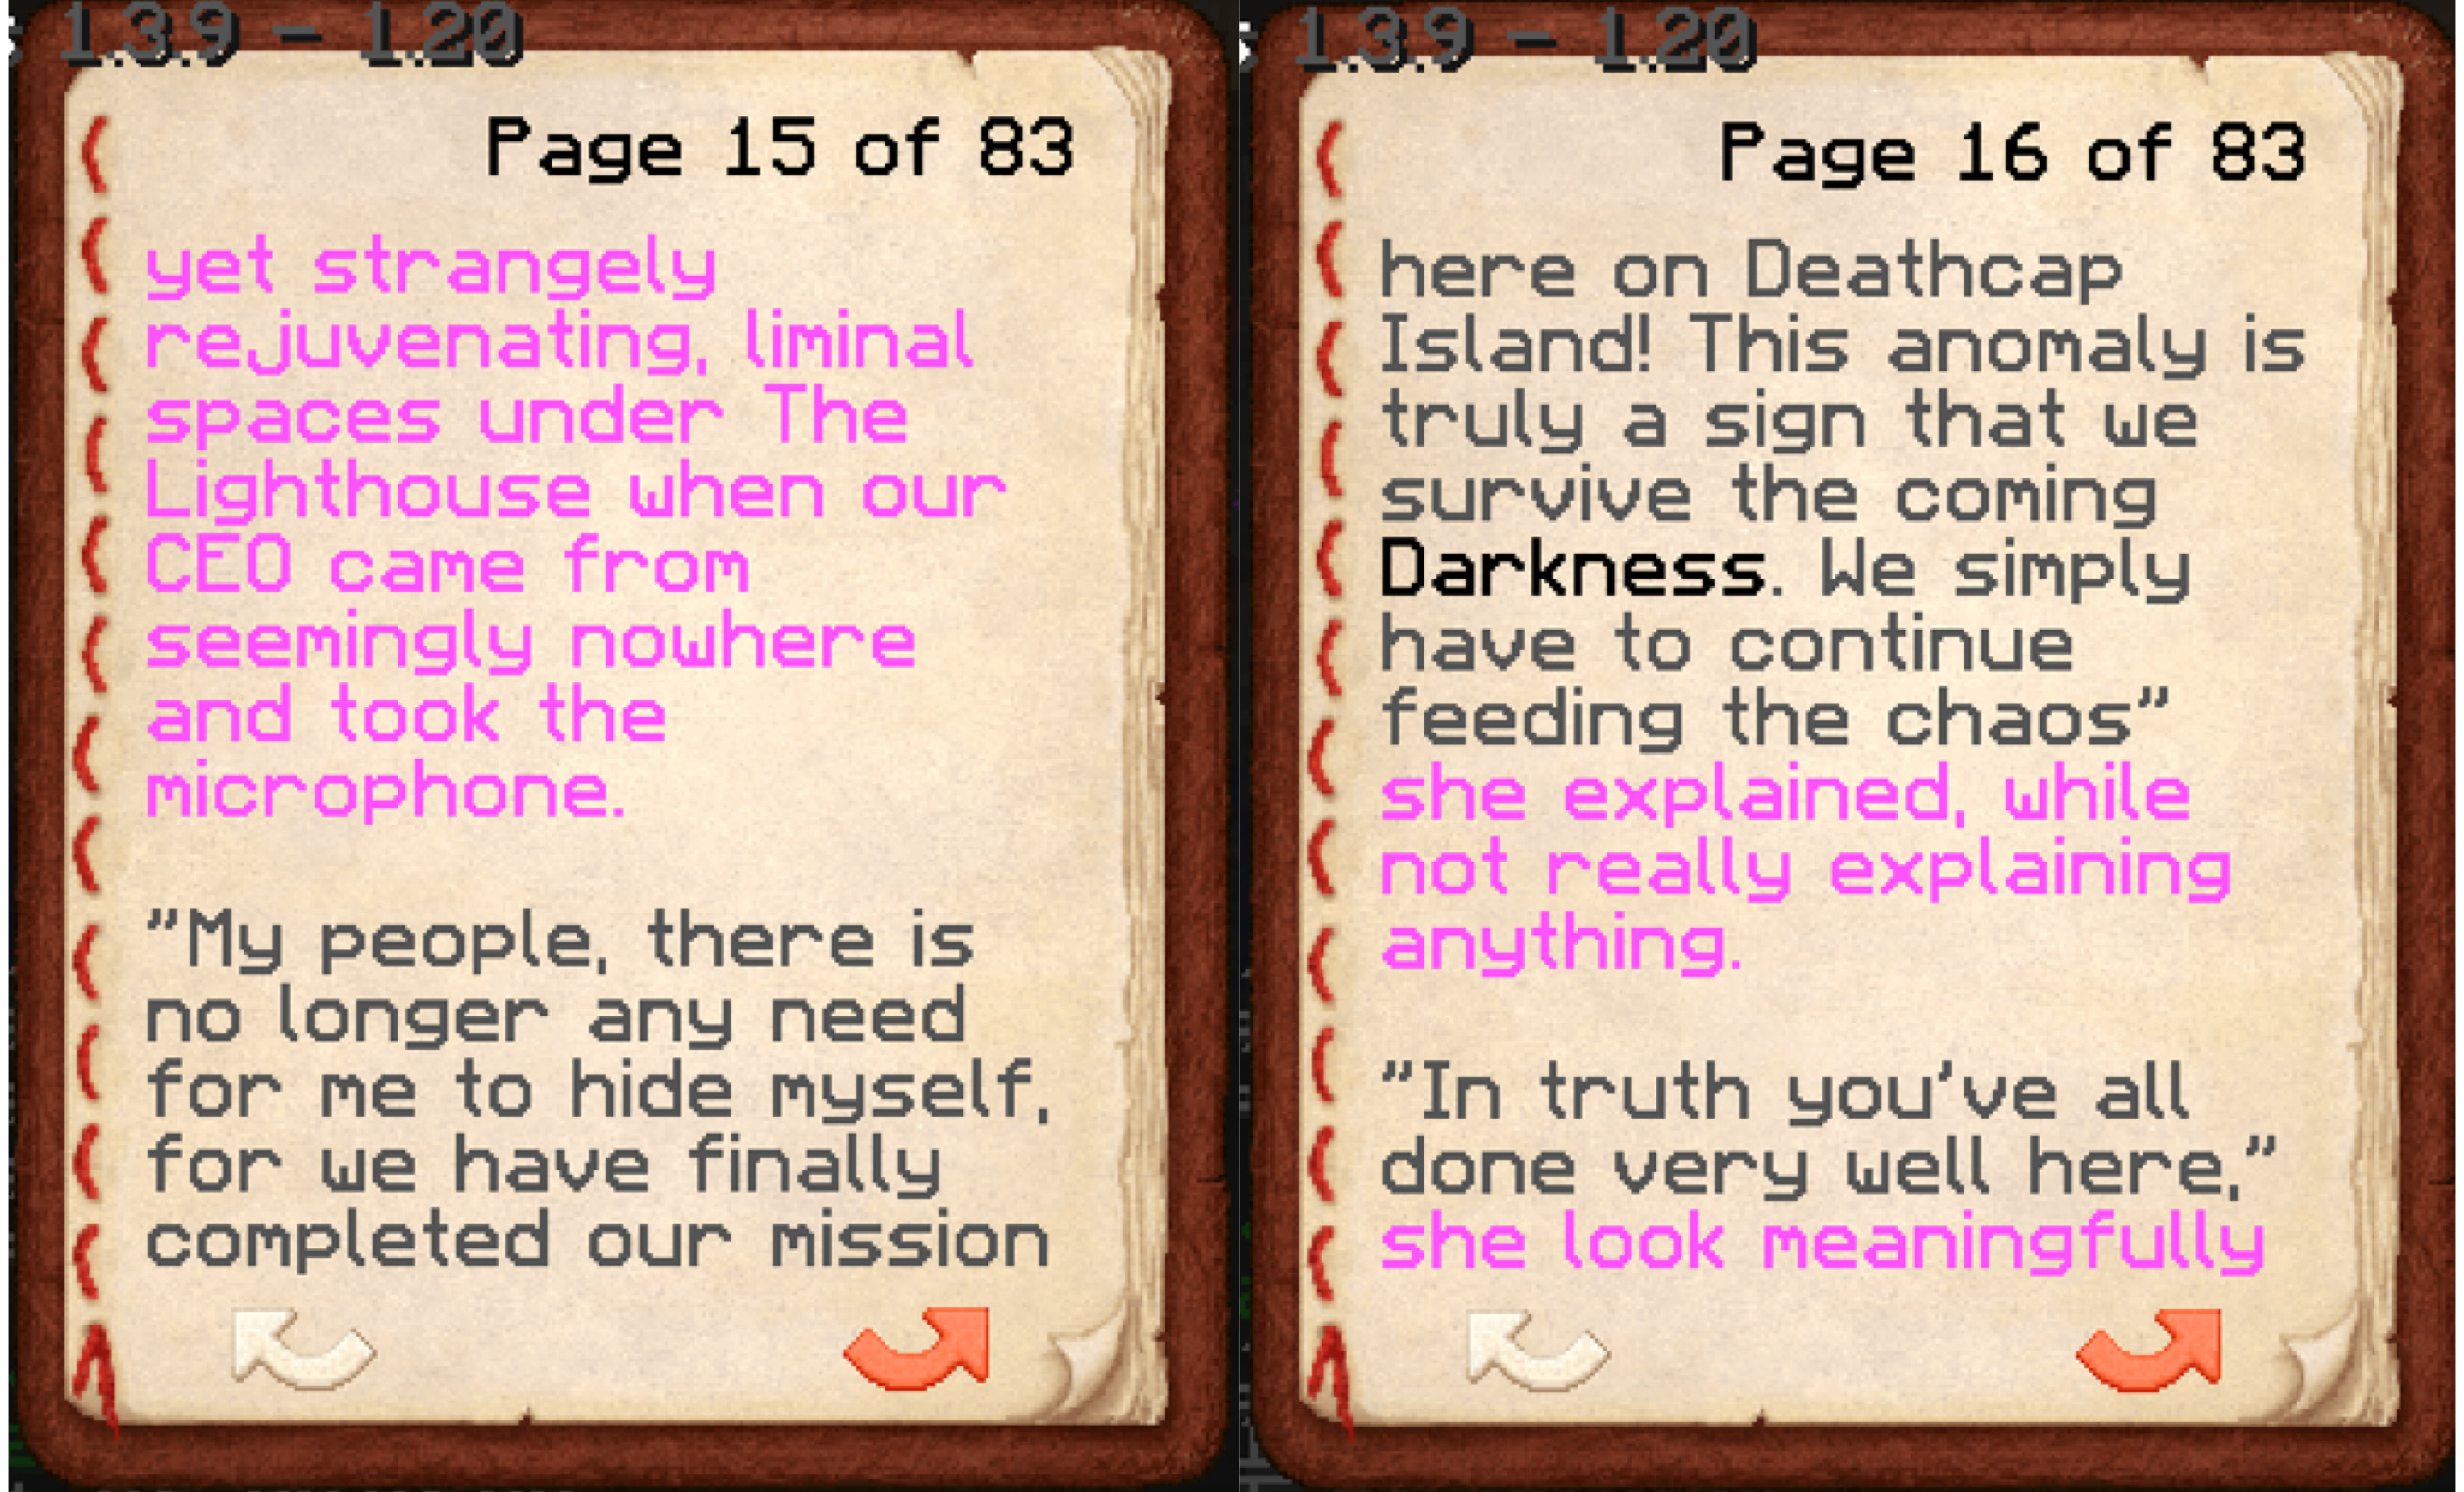 1.3.9 - 1.20
Page 15 of 83
yet strangely
rejuvenating, liminal
spaces under The
Lighthouse when our
CEO came from
seemingly nowhere
and took the
microphone.
"My people, there is
no longer any need
for me to hide myself,
for we have finally
completed our mission
1.3.9 - 1.20
Page 16 of 83
here on Deathcap
Island! This anomaly is
truly a sign that we
survive the coming
Darkness. We simply
have to continue
feeding the chaos"
she explained, while
not really explaining
anything.
"In truth you've all
done very well here,"
she look meaningfully